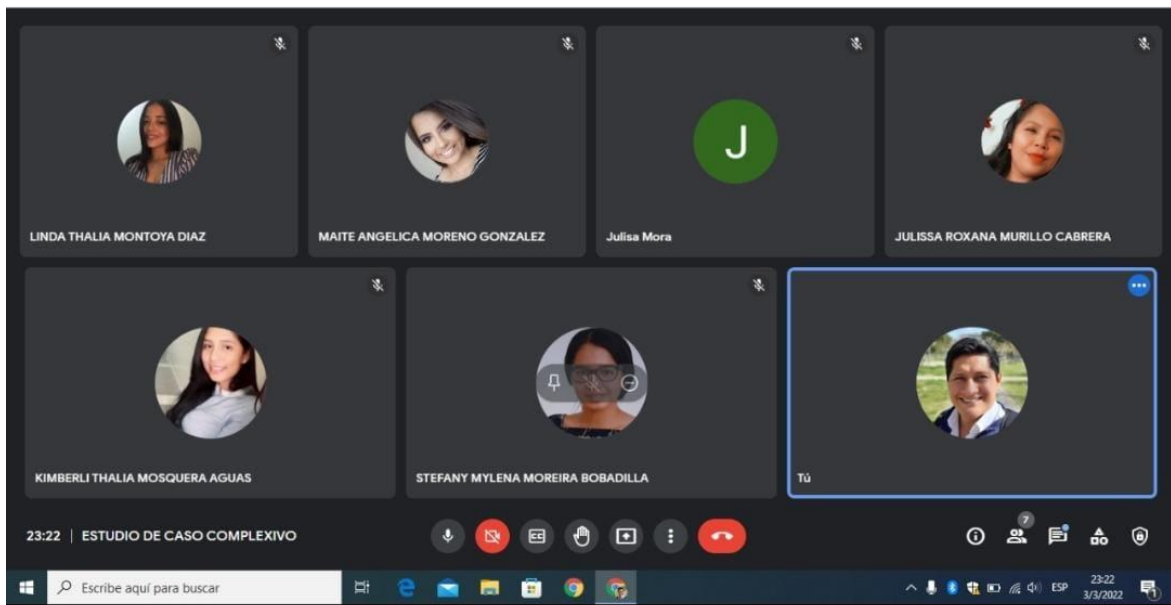 LINDA THALIA MONTOYA DIAZ
MAITE ANGELICA MORENO GONZALEZ
J
Julisa Mora
JULISSA ROXANA MURILLO CABRERA
KIMBERLI THALIA MOSQUERA AGUAS
STEFANY MYLENA MOREIRA BOBADILLA
Tú
23:22 | ESTUDIO DE CASO COMPLEXIVO
CC
7
Escribe aquí para buscar
ESP
23:22
3/3/2022
1